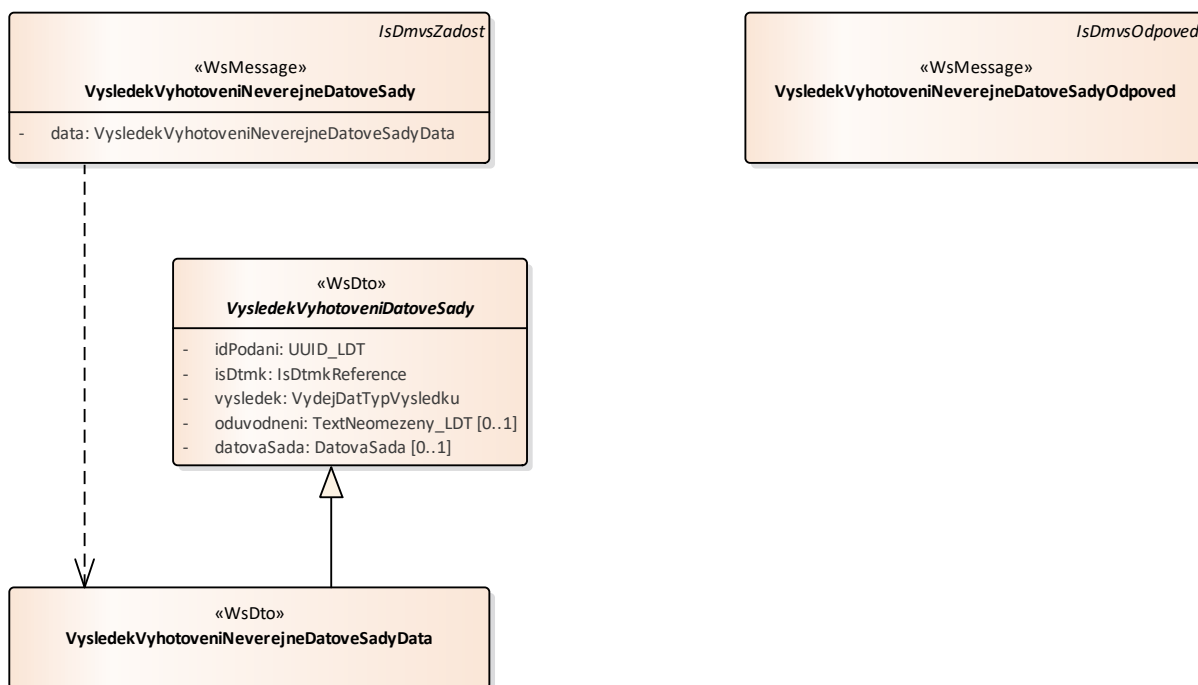 IsDmvsZadost
«WsMessage»
VysledekVyhotoveniNeverejneDatoveSady
- data: VysledekVyhotoveniNeverejneDatoveSadyData
IsDmvsOdpoved
«WsMessage»
VysledekVyhotoveniNeverejneDatoveSadyOdpoved
«WsDto»
VysledekVyhotoveniDatoveSady
- idPodani: UUID_LDT
- isDtmk: IsDtmkReference
- vysledek: VydejDatTypVysledku
- oduvodneni: TextNeomezeny_LDT [0..1]
- datovaSada: DatovaSada [0..1]
«WsDto»
VysledekVyhotoveniNeverejneDatoveSadyData